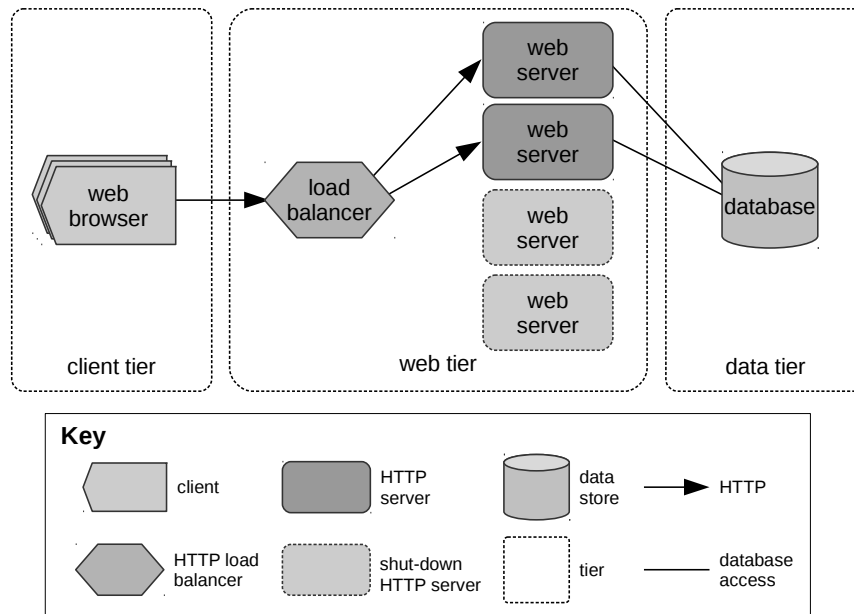 web
server
web
server
web
browser
load
balancer
web
server
database
web
server
client tier
web tier
data tier
Key
client
HTTP
server
data
store
HTTP
HTTP load
balancer
shut-down
HTTP server
tier
database
access